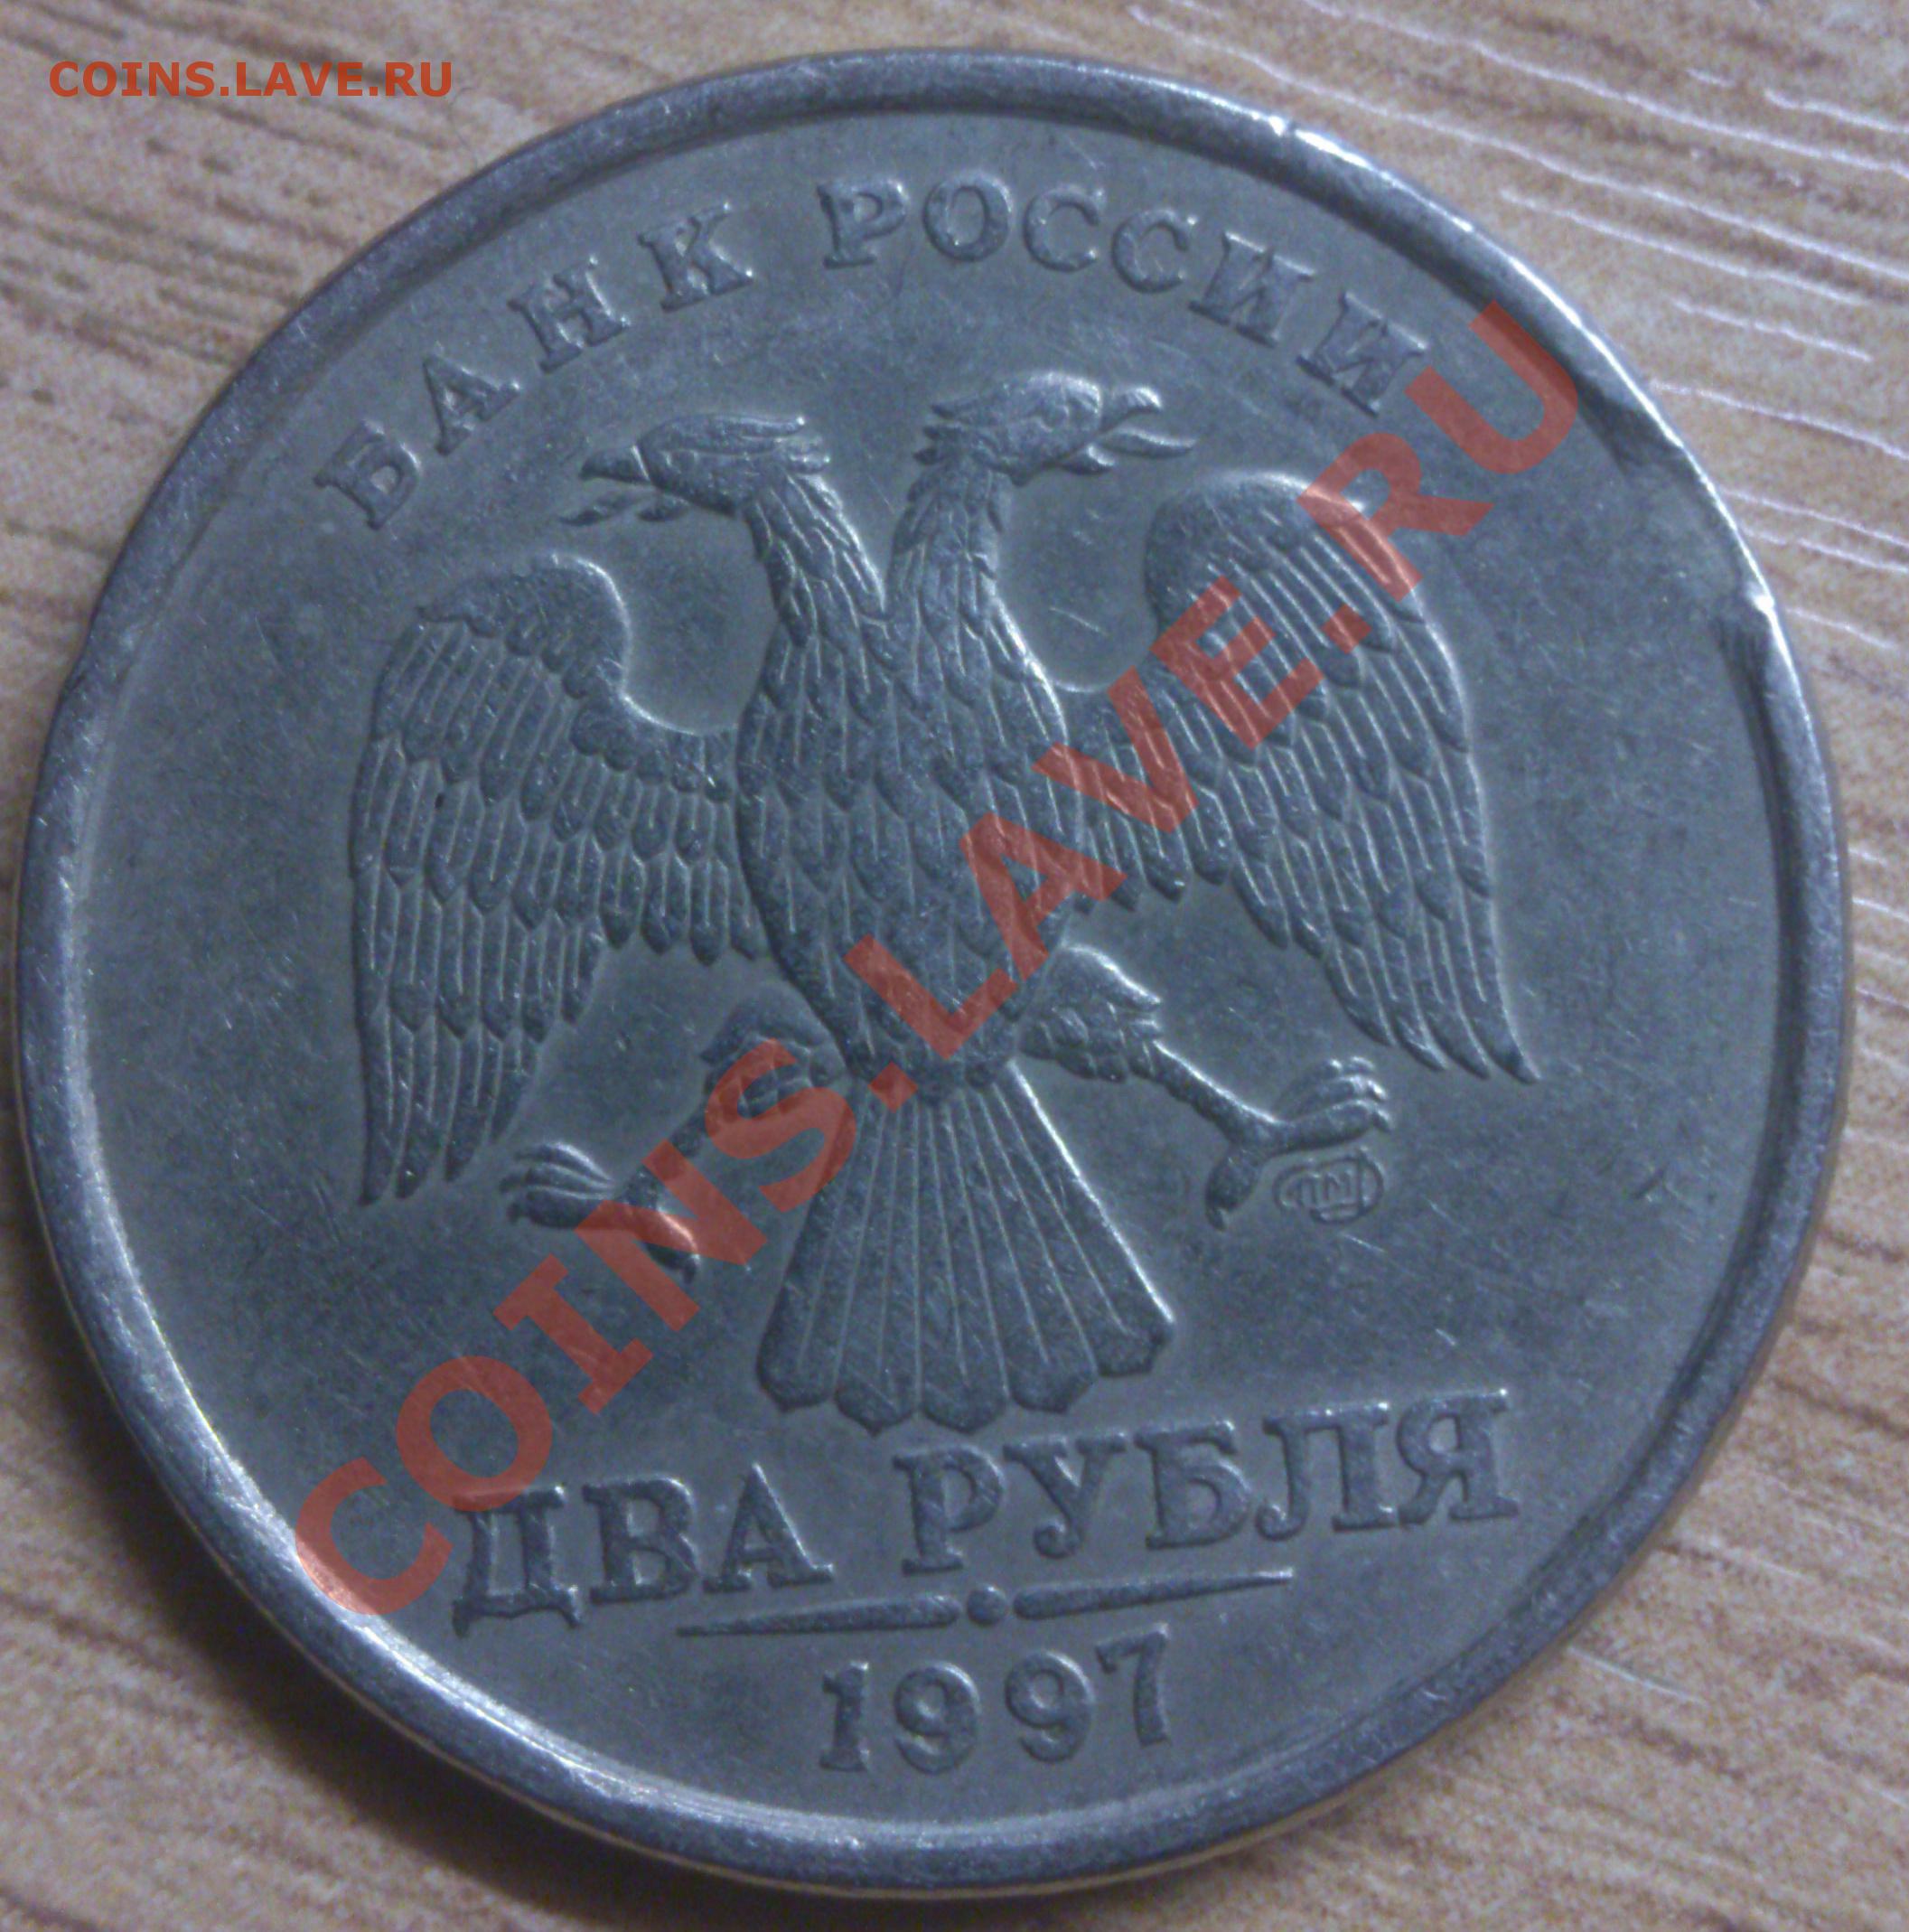 COINS.LAVE.RU
БАНК РОССИИ
COINS.LAVE.RU
ДВА РУБЛЯ
1997